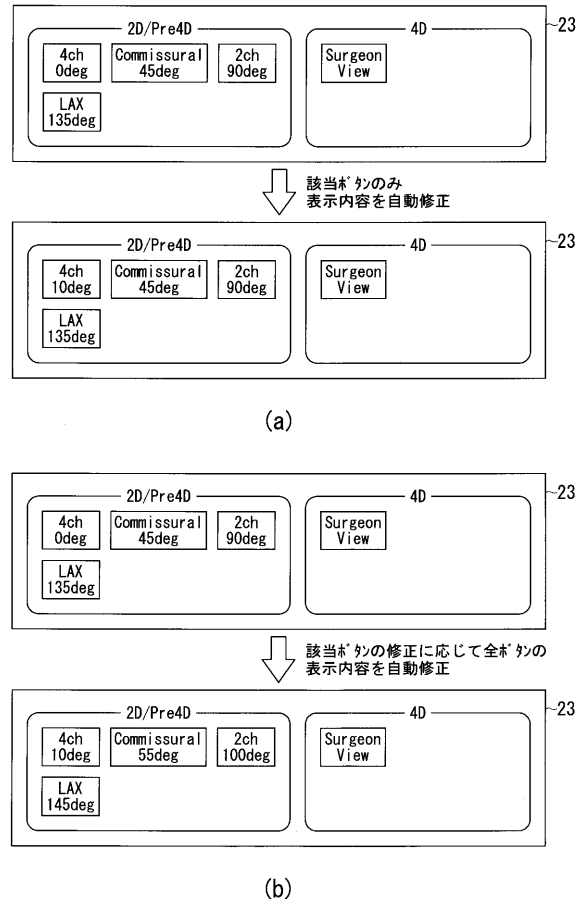 2D/Pre4D
4D
23
4ch
0deg
Commissural
45deg
2ch
90deg
Surgeon
View
LAX
135deg
該当ﾎﾞﾀﾝのみ
表示内容を自動修正
2D/Pre4D
4D
23
4ch
10deg
Commissural
45deg
2ch
90deg
Surgeon
View
LAX
135deg
(a)
2D/Pre4D
4D
23
4ch
0deg
Commissural
45deg
2ch
90deg
Surgeon
View
LAX
135deg
該当ﾎﾞﾀﾝの修正に応じて全ﾎﾞﾀﾝの
表示内容を自動修正
2D/Pre4D
4D
23
4ch
10deg
Commissural
55deg
2ch
100deg
Surgeon
View
LAX
145deg
(b)